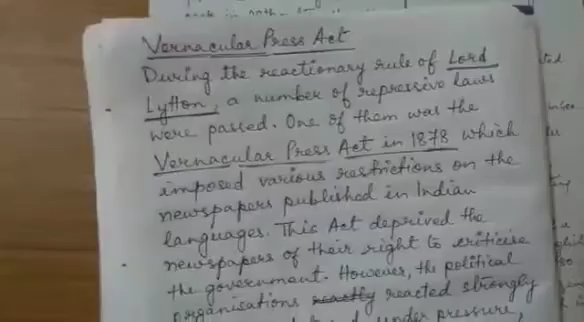 Vernacular Press Act
During the reactionary rule of Lord
Lytton, a number of repressive laws
were passed. One of them was the
Vernacular Press Act in 1878 which
imposed various restrictions on the
newspapers published in Indian
languages. This Act deprived the
newspapers of their right to criticise
the government. However, the political
organisations reacted strongly
under pressure,